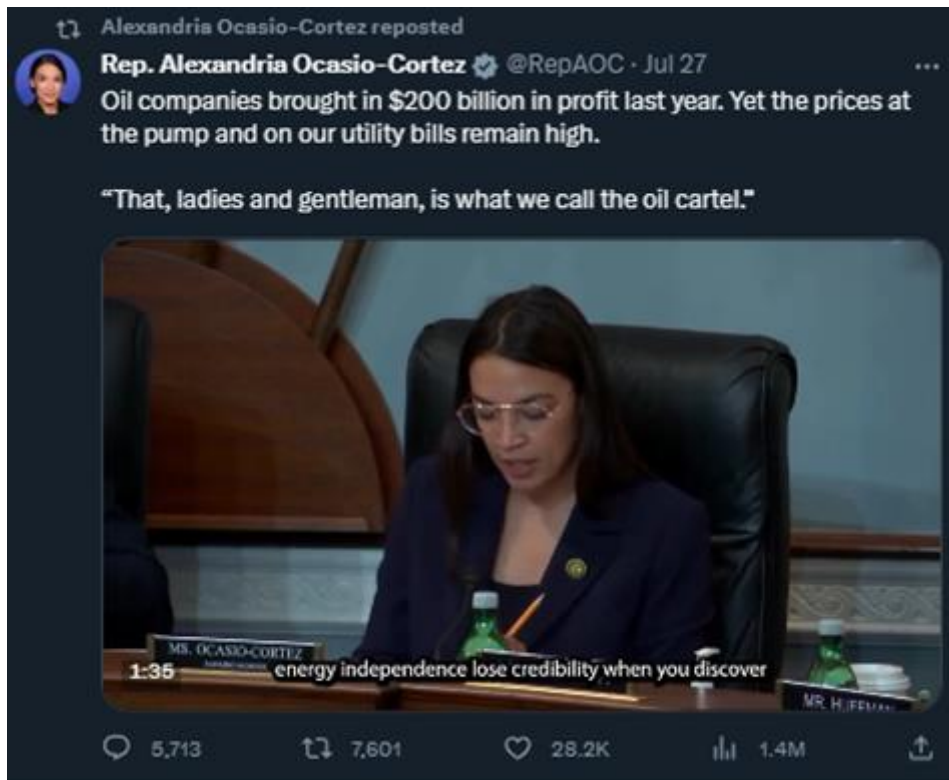 Alexandria Ocasio-Cortez reposted
Rep. Alexandria Ocasio-Cortez @RepAOC · Jul 27
Oil companies brought in $200 billion in profit last year. Yet the prices at
the pump and on our utility bills remain high.
“That, ladies and gentleman, is what we call the oil cartel.”
MS. OCASIO-CORTEZ
1:35
energy independence lose credibility when you discover
MR. HUFFMAN
5,713 7,601 28.2K 1.4M